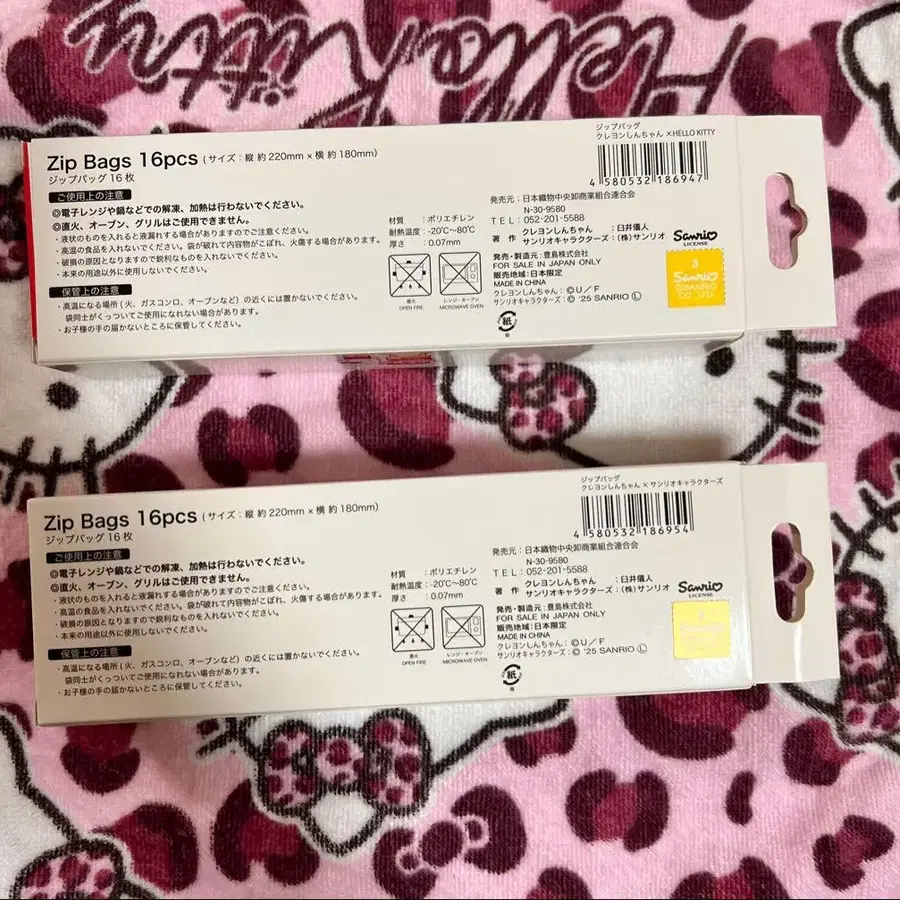 Hello Kitty
Zip Bags 16pcs (サイズ：縦 約220mm × 横 約180mm)
ジップバッグ 16枚
ご使用上の注意
◎電子レンジや鍋などでの解凍、加熱は行わないでください。
◎直火、オーブン、グリルはご使用できません。
・液状のものを入れると液漏れする場合がありますのでご注意ください。
・高温の食品を入れないでください。袋が破れて内容物がこぼれ、火傷する場合があります。
・破損の原因となりますので鋭利なものを入れないでください。
・本来の用途以外に使用しないでください。
保管上の注意
・高温になる場所（火、ガスコンロ、オーブンなど）の近くには置かないでください。
袋同士がくっついてご使用になれない場合があります。
・お子様の手の届かないところに保管してください。
材質 ：ポリエチレン
耐熱温度：-20℃〜80℃
厚さ ：0.07mm
直火
OPEN FIRE
レンジ・オーブン
MICROWAVE OVEN
ジップバッグ
クレヨンしんちゃん ×HELLO KITTY
4 580532 186947
発売元：日本織物中央卸商業組合連合会
N-30-9580
TEL：052-201-5588
著 作 クレヨンしんちゃん ：臼井儀人
サンリオキャラクターズ：(株)サンリオ
発売・製造元：豊島株式会社
FOR SALE IN JAPAN ONLY
販売地域：日本限定
MADE IN CHINA
クレヨンしんちゃん：©U／F
サンリオキャラクターズ：© '25 SANRIO Ⓛ
紙
箱
Sanrio
LICENSE
3
Sanrio
©SANRIO
CO.,LTD.
Zip Bags 16pcs (サイズ：縦 約220mm × 横 約180mm)
ジップバッグ 16枚
ご使用上の注意
◎電子レンジや鍋などでの解凍、加熱は行わないでください。
◎直火、オーブン、グリルはご使用できません。
・液状のものを入れると液漏れする場合がありますのでご注意ください。
・高温の食品を入れないでください。袋が破れて内容物がこぼれ、火傷する場合があります。
・破損の原因となりますので鋭利なものを入れないでください。
・本来の用途以外に使用しないでください。
保管上の注意
・高温になる場所（火、ガスコンロ、オーブンなど）の近くには置かないでください。
袋同士がくっついてご使用になれない場合があります。
・お子様の手の届かないところに保管してください。
材質 ：ポリエチレン
耐熱温度：-20℃〜80℃
厚さ ：0.07mm
直火
OPEN FIRE
レンジ・オーブン
MICROWAVE OVEN
ジップバッグ
クレヨンしんちゃん × サンリオキャラクターズ
4 580532 186954
発売元：日本織物中央卸商業組合連合会
N-30-9580
TEL：052-201-5588
著 作 クレヨンしんちゃん ：臼井儀人
サンリオキャラクターズ：(株)サンリオ
発売・製造元：豊島株式会社
FOR SALE IN JAPAN ONLY
販売地域：日本限定
MADE IN CHINA
クレヨンしんちゃん：©U／F
サンリオキャラクターズ：© '25 SANRIO Ⓛ
紙
箱
Sanrio
LICENSE